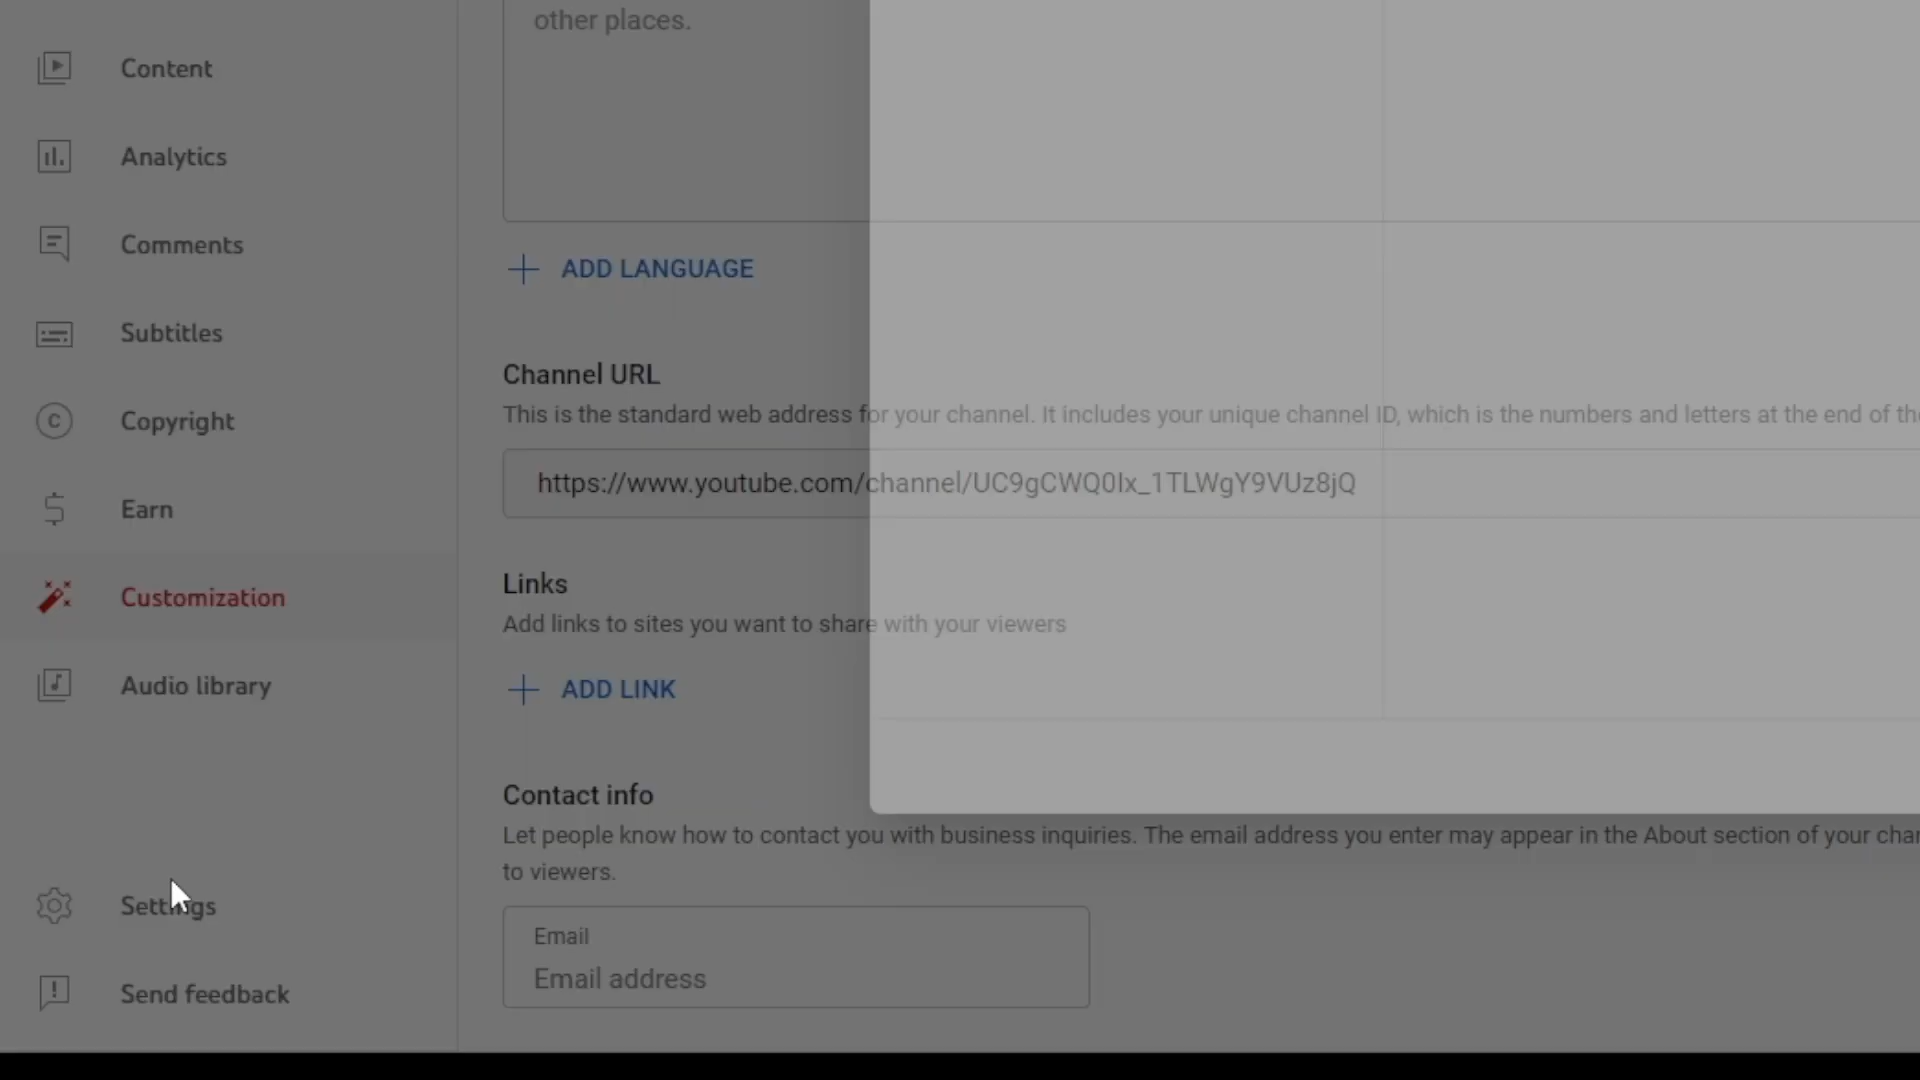 Content
Analytics
Comments
Subtitles
Copyright
Earn
Customization
Audio library
Settings
Send feedback
other places.
ADD LANGUAGE
Channel URL
This is the standard web address for your channel. It includes your unique channel ID, which is the numbers and letters at the end of the
https://www.youtube.com/channel/UC9gCWQ0Ix_1TLWgY9VUz8jQ
Links
Add links to sites you want to share with your viewers
ADD LINK
Contact info
Let people know how to contact you with business inquiries. The email address you enter may appear in the About section of your
to viewers.
Email
Email address